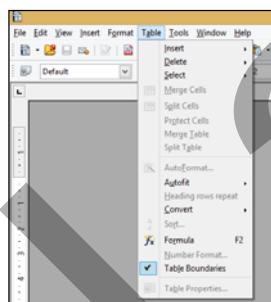 File Edit View Insert Format Table Tools Window Help
Default
Insert
Delete
Select
Merge Cells
Split Cells
Protect Cells
Merge Table
Split Table
AutoFormat...
Autofit
Heading rows repeat
Convert
Sort...
Formula F2
Number Format...
Table Boundaries
Table Properties...